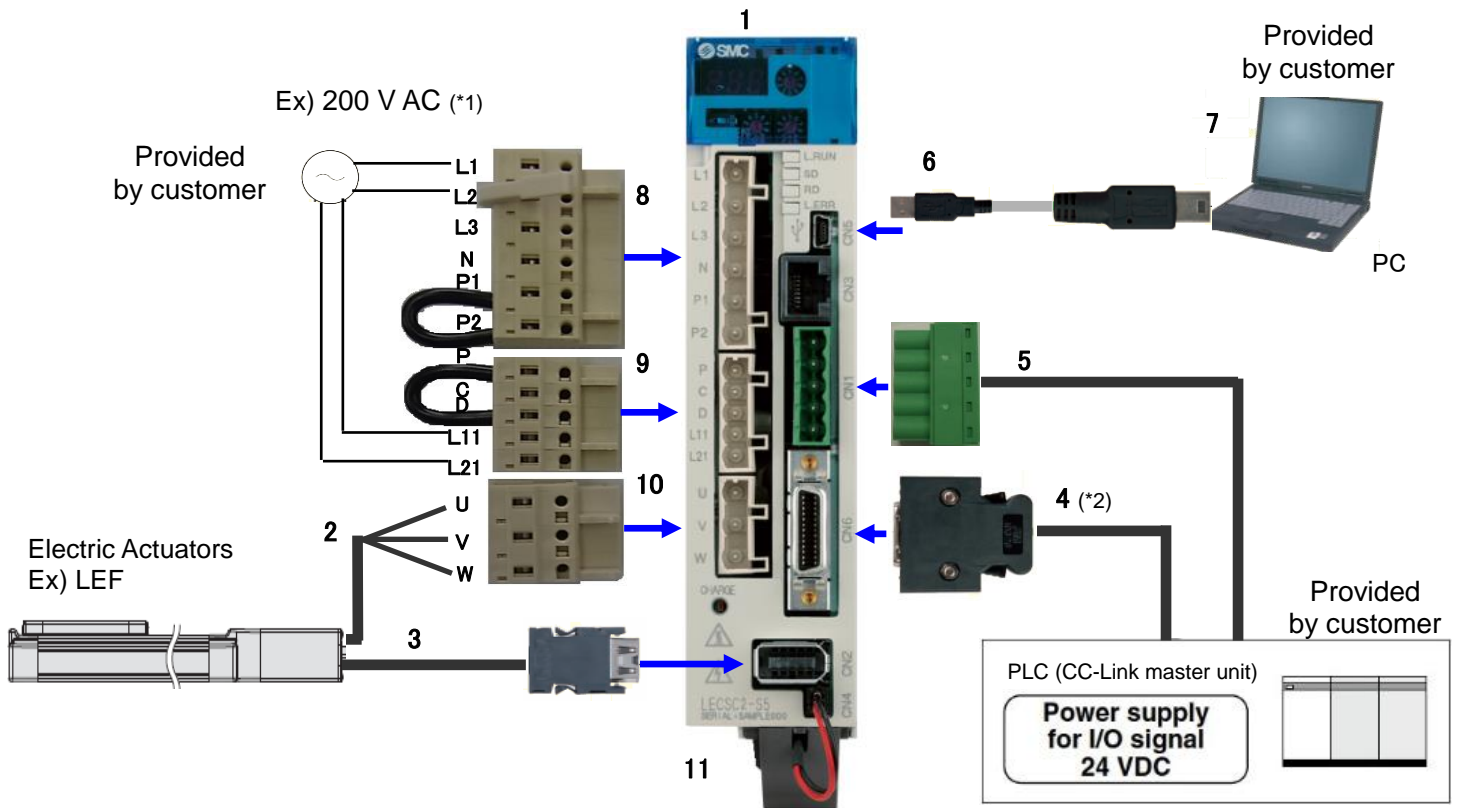 1
SMC
Ex) 200 V AC (*1)
Provided
by customer
L1
L2
L3
N
P1
P2
8
P
C
D
L11
L21
9
U
V
W
10
2
Electric Actuators
Ex) LEF
3
L1
L2
L3
N
P1
P2
P
C
D
L11
L21
U
V
W
CHARGE
L.RUN
SD
RD
L.ERR
CN5
CN3
CN1
CN6
CN2
CN4
LECSC2-S5
SERIAL-SAMPLE000
11
Provided
by customer
7
6
PC
5
4 (*2)
Provided
by customer
PLC (CC-Link master unit)
Power supply
for I/O signal
24 VDC